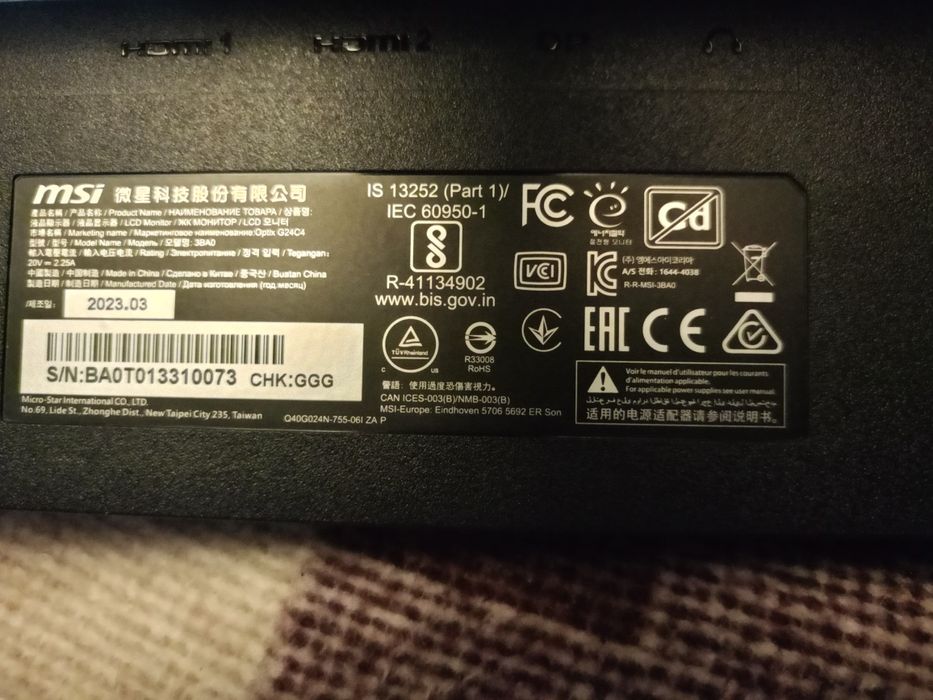 HDMI 1
HDMI 2
DP
msi 微星科技股份有限公司
產品名稱 / 产品名称 / Product Name / НАИМЕНОВАНИЕ ТОВАРА / 상품명:
液晶顯示器 / 液晶显示器 / LCD Monitor / ЖК МОНИТОР / LCD 모니터
市場名稱 / Marketing name / Маркетинговое наименование:Optix G24C4
型號 / 型号 / Model Name / Модель / 모델명: 3BA0
輸入電壓電流 / 输入电压电流 / Rating / Электропитание / 정격 입력 / Tegangan:
20V ⎓ 2.25A
中國製造 / 中国制造 / Made in China / Сделано в Китае / 중국산 / Buatan China
製造日期 / 制造日期 / Manufactured Date / Дата изготовления (год.месяц)
/제조일:
2023.03
S/N:BA0T013310073 CHK:GGG
Micro-Star International CO., LTD.
No.69, Lide St., Zhonghe Dist., New Taipei City 235, Taiwan
Q40G024N-755-06I ZA P
IS 13252 (Part 1)/
IEC 60950-1
R-41134902
www.bis.gov.in
TÜVRheinland
C US
R33008
RoHS
警語：使用過度恐傷害視力。
CAN ICES-003(B)/NMB-003(B)
MSI-Europe: Eindhoven 5706 5692 ER Son
FC
에너지절약
Cd
VCI
KC
(주) 엠에스아이코리아
A/S 전화 : 1644-4038
R-R-MSI-3BA0
EAC
CE
Voir le manuel d'utilisateur pour les courants
d'alimentation applicable.
For applicable power supplies see user manual.
适用的电源适配器请参阅说明书。